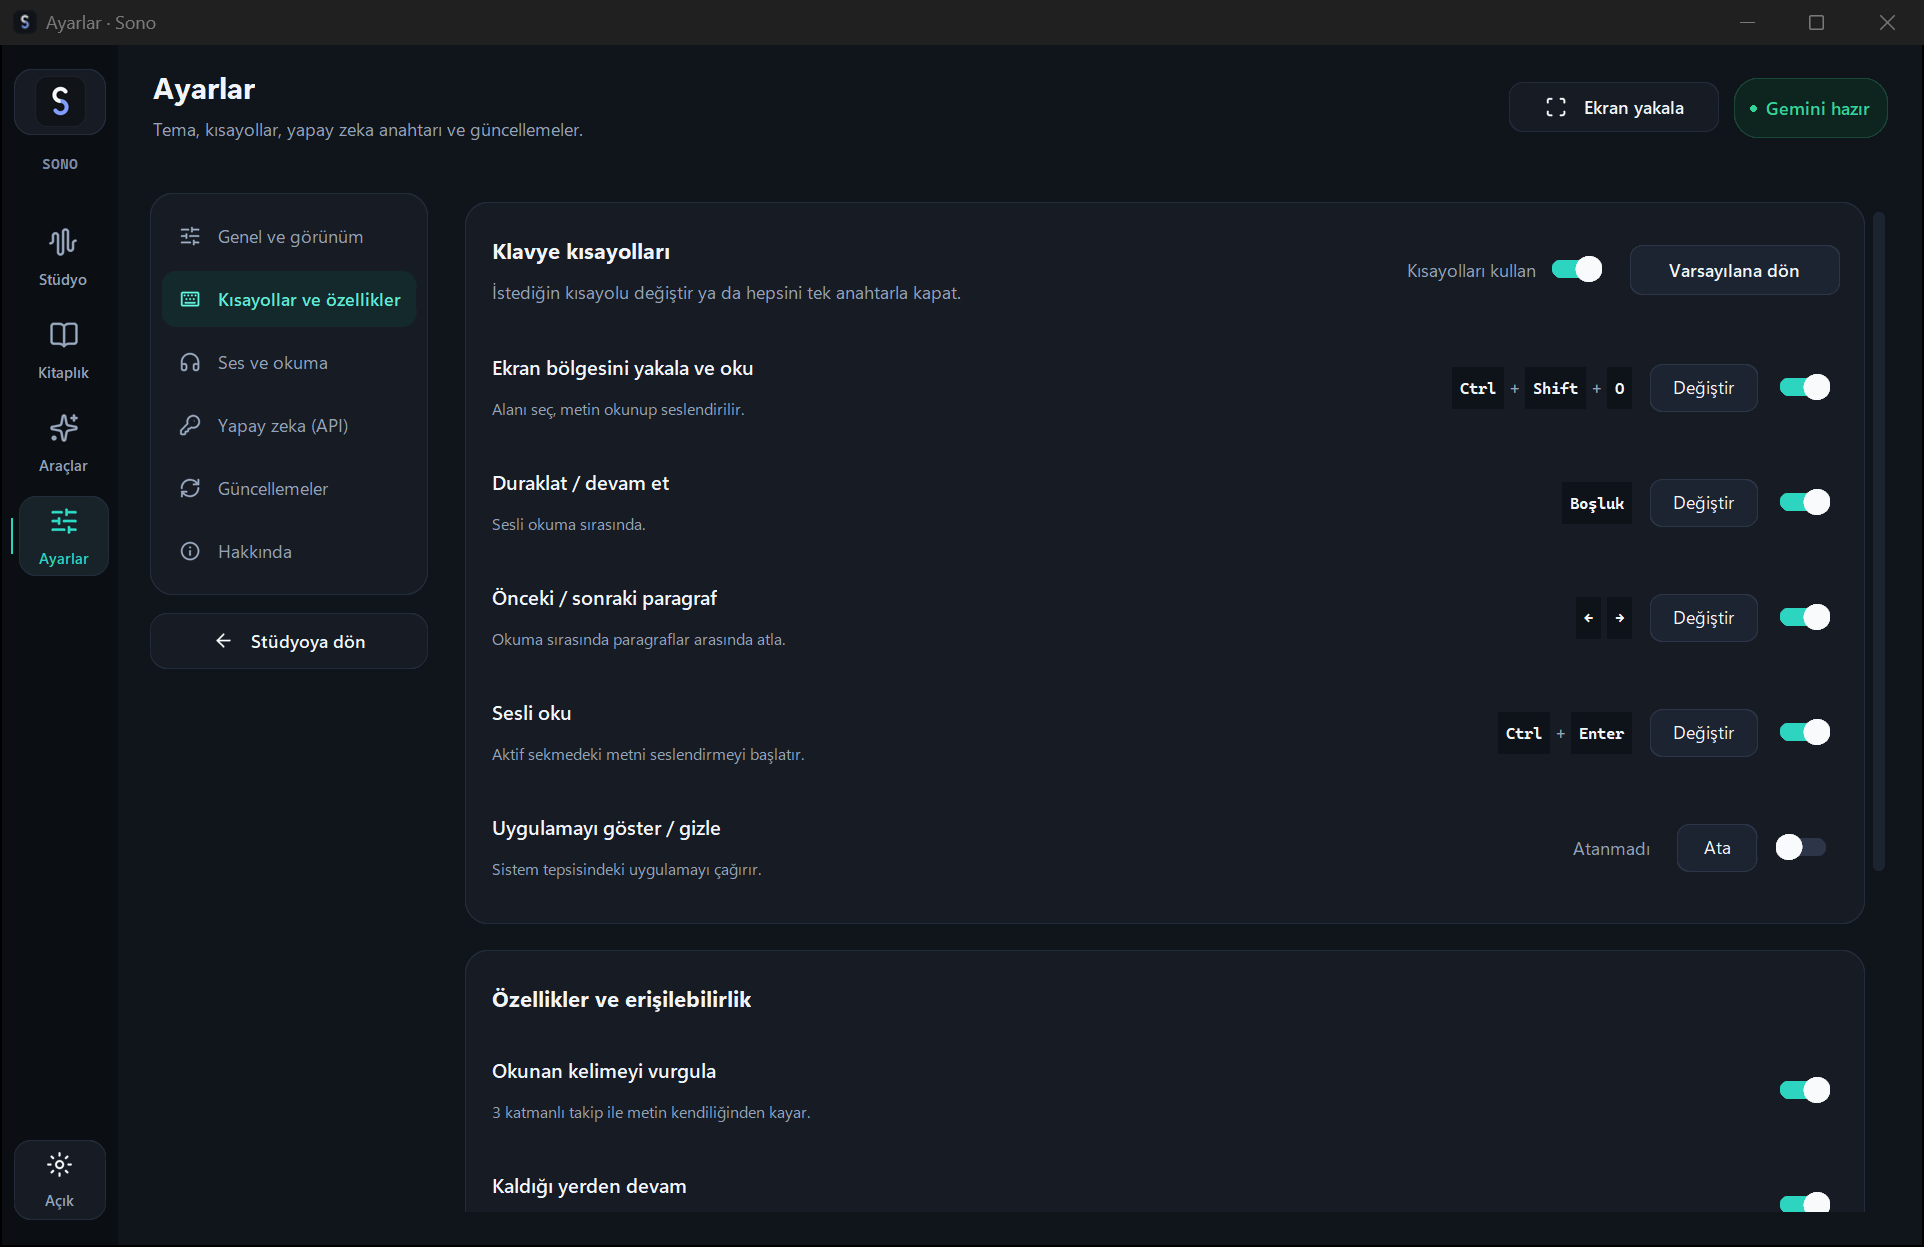 Ayarlar · Sono
S
SONO
Stüdyo
Kitaplık
Araçlar
Ayarlar
Açık
Ayarlar
Tema, kısayollar, yapay zeka anahtarı ve güncellemeler.
Ekran yakala
Gemini hazır
Genel ve görünüm
Kısayollar ve özellikler
Ses ve okuma
Yapay zeka (API)
Güncellemeler
Hakkında
Stüdyoya dön
Klavye kısayolları
İstediğin kısayolu değiştir ya da hepsini tek anahtarla kapat.
Kısayolları kullan
Varsayılana dön
Ekran bölgesini yakala ve oku
Alanı seç, metin okunup seslendirilir.
Ctrl + Shift + O
Değiştir
Duraklat / devam et
Sesli okuma sırasında.
Boşluk
Değiştir
Önceki / sonraki paragraf
Okuma sırasında paragraflar arasında atla.
← →
Değiştir
Sesli oku
Aktif sekmedeki metni seslendirmeyi başlatır.
Ctrl + Enter
Değiştir
Uygulamayı göster / gizle
Sistem tepsisindeki uygulamayı çağırır.
Atanmadı
Ata
Özellikler ve erişilebilirlik
Okunan kelimeyi vurgula
3 katmanlı takip ile metin kendiliğinden kayar.
Kaldığı yerden devam